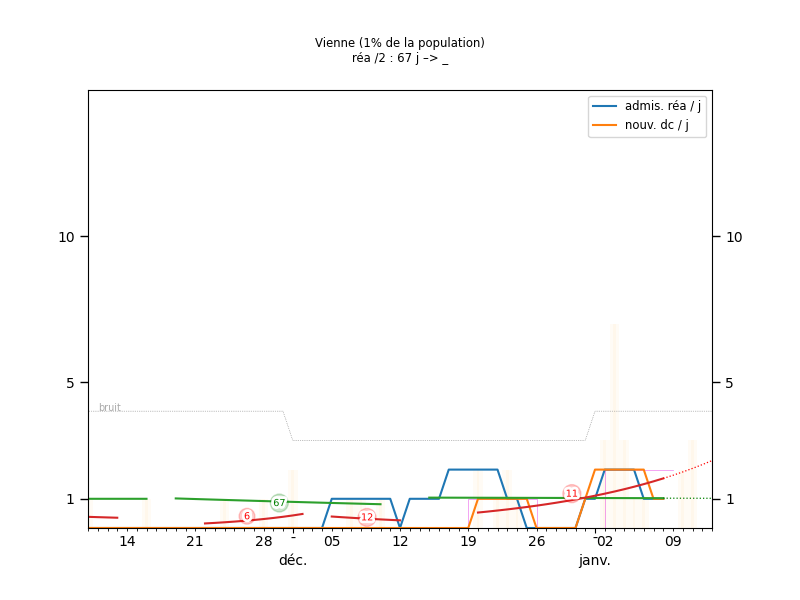 Vienne (1% de la population)
réa /2 : 67 j –> _
admis. réa / j
nouv. dc / j
10 10
5 5
bruit
1 1
67
11
6
12
14 21 28 - 05 12 19 26 - 02 09
déc. janv.